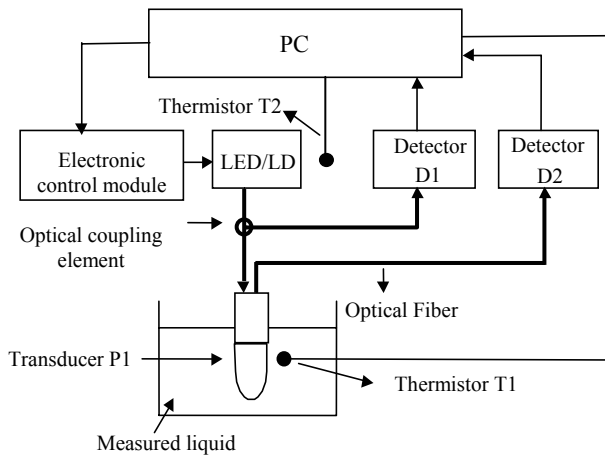 PC
Thermistor T2
Electronic
control module
LED/LD
Detector
D1
Detector
D2
Optical coupling
element
Optical Fiber
Transducer P1
Thermistor T1
Measured liquid